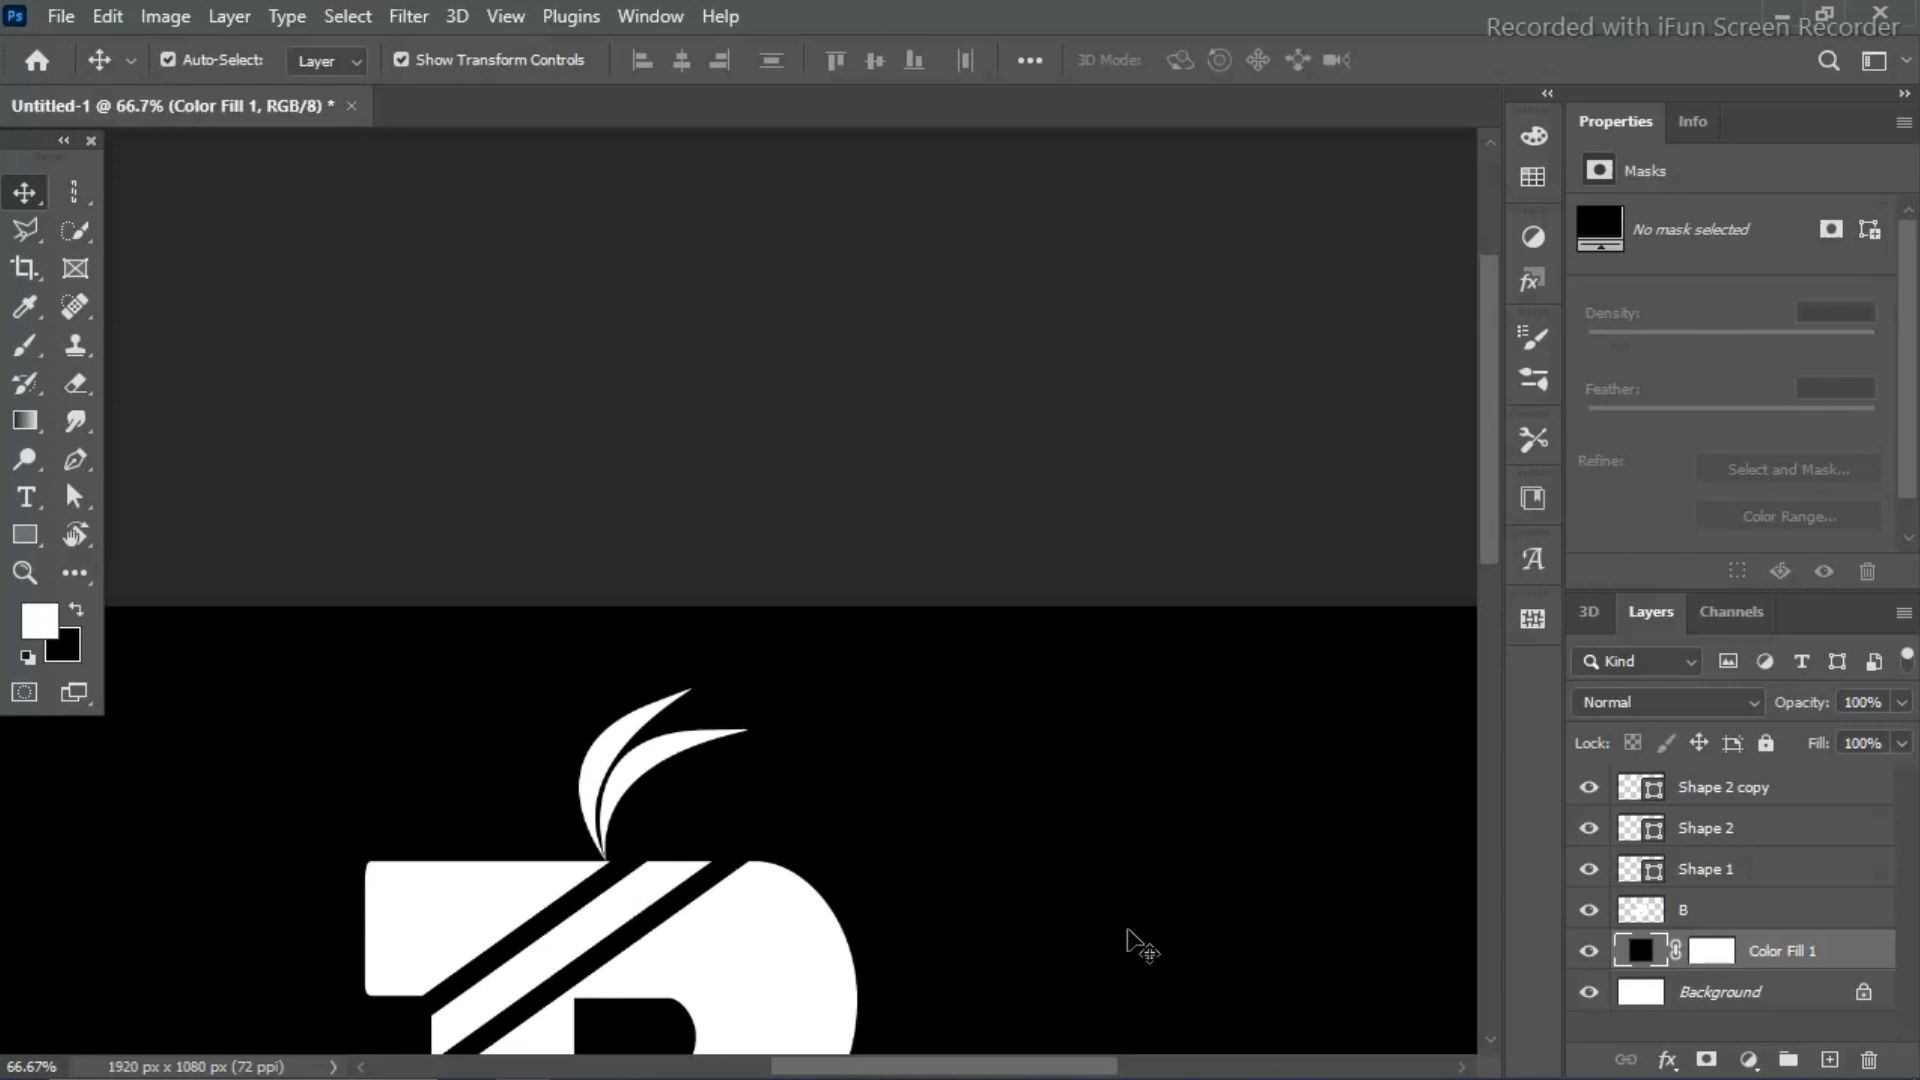 Ps File Edit Image Layer Type Select Filter 3D View Plugins Window Help
Recorded with iFun Screen Recorder
Auto-Select: Layer Show Transform Controls 3D Mode:
Untitled-1 @ 66.7% (Color Fill 1, RGB/8) *
Properties Info
Masks
No mask selected
Density:
Feather:
Refine: Select and Mask...
Color Range...
3D Layers Channels
Kind
Normal Opacity: 100%
Lock: Fill: 100%
Shape 2 copy
Shape 2
Shape 1
B
Color Fill 1
Background
66.67% 1920 px x 1080 px (72 ppi)